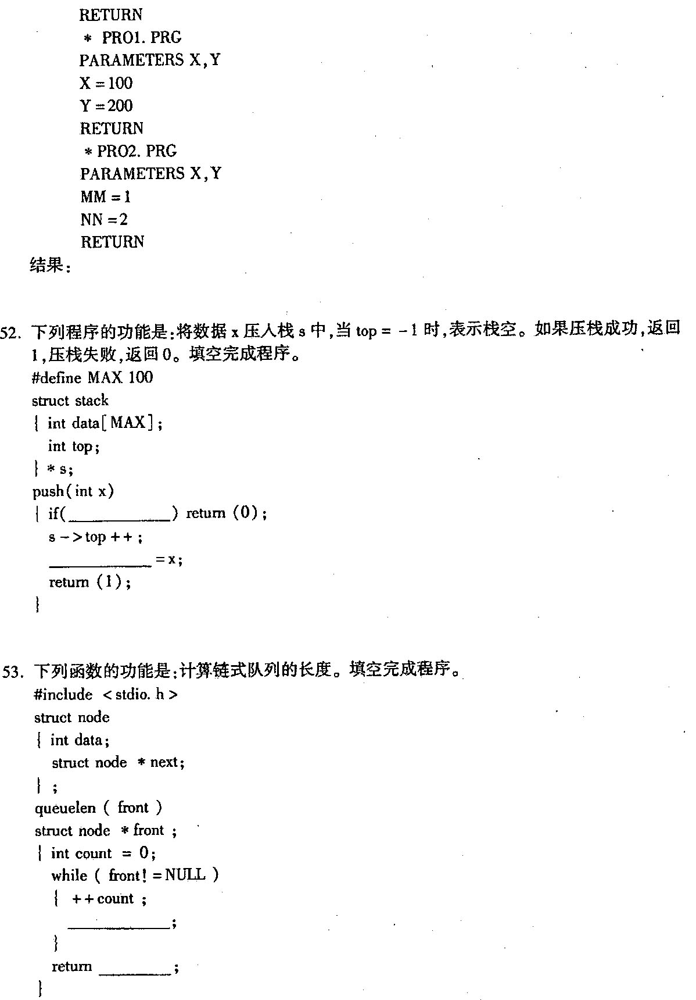 RETURN
* PRO1. PRG
PARAMETERS X,Y
X=100
Y=200
RETURN
* PRO2. PRG
PARAMETERS X,Y
MM=1
NN=2
RETURN
结果:
52. 下列程序的功能是:将数据 x 压人栈 s 中,当 top = -1 时,表示栈空。如果压栈成功,返回
1,压栈失败,返回 0。填空完成程序。
#define MAX 100
struct stack
{ int data[MAX];
int top;
} * s;
push(int x)
{ if(____________) return (0);
s->top++;
____________=x;
return (1);
}
53. 下列函数的功能是:计算链式队列的长度。填空完成程序。
#include <stdio. h>
struct node
{ int data;
struct node * next;
} ;
queuelen ( front )
struct node * front ;
{ int count = 0;
while ( front! =NULL )
{ ++count ;
____________;
}
return ________;
}